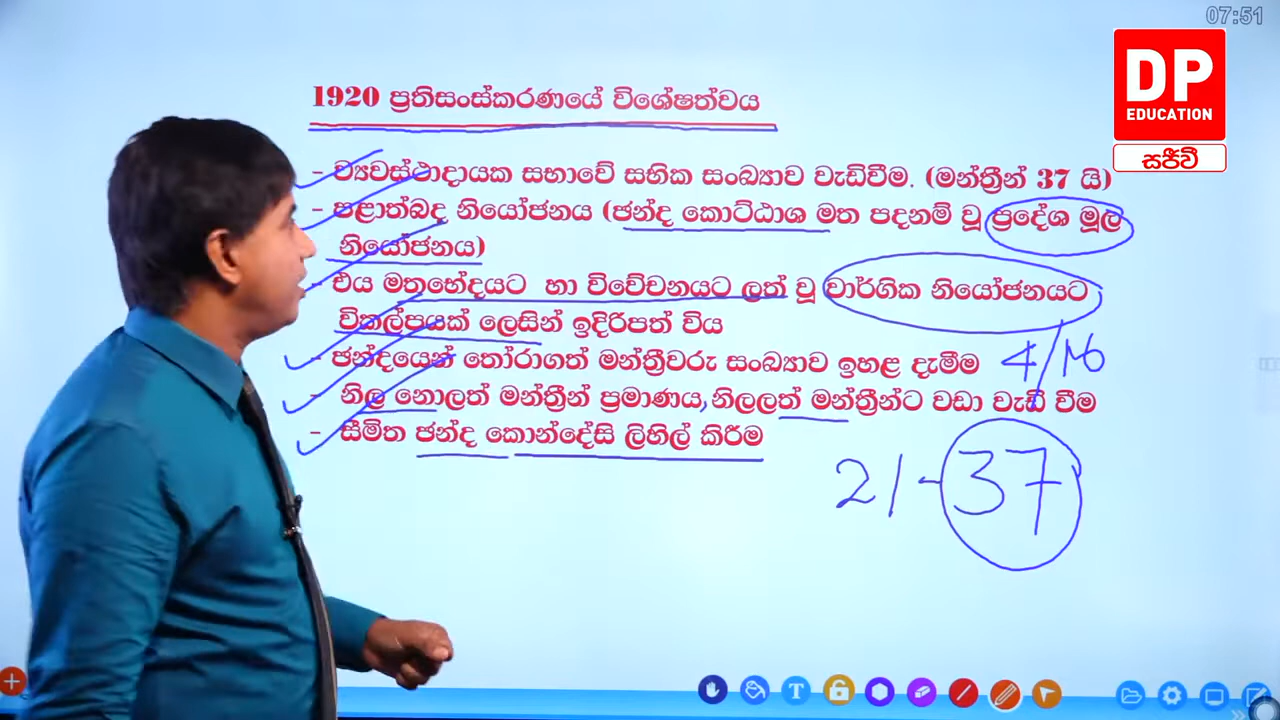 07:51
DP
EDUCATION
සජීවී
1920 ප්‍රතිසංස්කරණයේ විශේෂත්වය
- ව්‍යවස්ථාදායක සභාවේ සභික සංඛ්‍යාව වැඩිවීම. (මන්ත්‍රීන් 37 යි)
- පළාත්බද නියෝජනය (ඡන්ද කොට්ඨාශ මත පදනම් වූ ප්‍රදේශ මූල
නියෝජනය)
- එය මතභේදයට හා විවේචනයට ලත් වූ වාර්ගික නියෝජනයට
විකල්පයක් ලෙසින් ඉදිරිපත් විය
- ඡන්දයෙන් තෝරාගත් මන්ත්‍රීවරු සංඛ්‍යාව ඉහළ දැමීම 4/16
- නිල නොලත් මන්ත්‍රීන් ප්‍රමාණය, නිලලත් මන්ත්‍රීන්ට වඩා වැඩි වීම
- සීමිත ඡන්ද කොන්දේසි ලිහිල් කිරීම
21-37